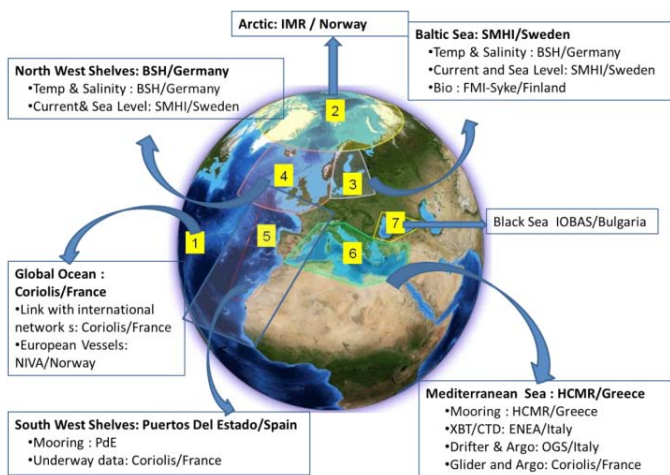 Arctic: IMR / Norway
Baltic Sea: SMHI/Sweden
•Temp & Salinity : BSH/Germany
•Current and Sea Level: SMHI/Sweden
•Bio : FMI-Syke/Finland
North West Shelves: BSH/Germany
•Temp & Salinity : BSH/Germany
•Current& Sea Level: SMHI/Sweden
2
4
3
1
5
7
6
Black Sea IOBAS/Bulgaria
Global Ocean :
Coriolis/France
•Link with international
network s: Coriolis/France
•European Vessels:
NIVA/Norway
South West Shelves: Puertos Del Estado/Spain
•Mooring : PdE
•Underway data: Coriolis/France
Mediterranean Sea : HCMR/Greece
•Mooring : HCMR/Greece
•XBT/CTD: ENEA/Italy
•Drifter & Argo: OGS/Italy
•Glider and Argo: Coriolis/France